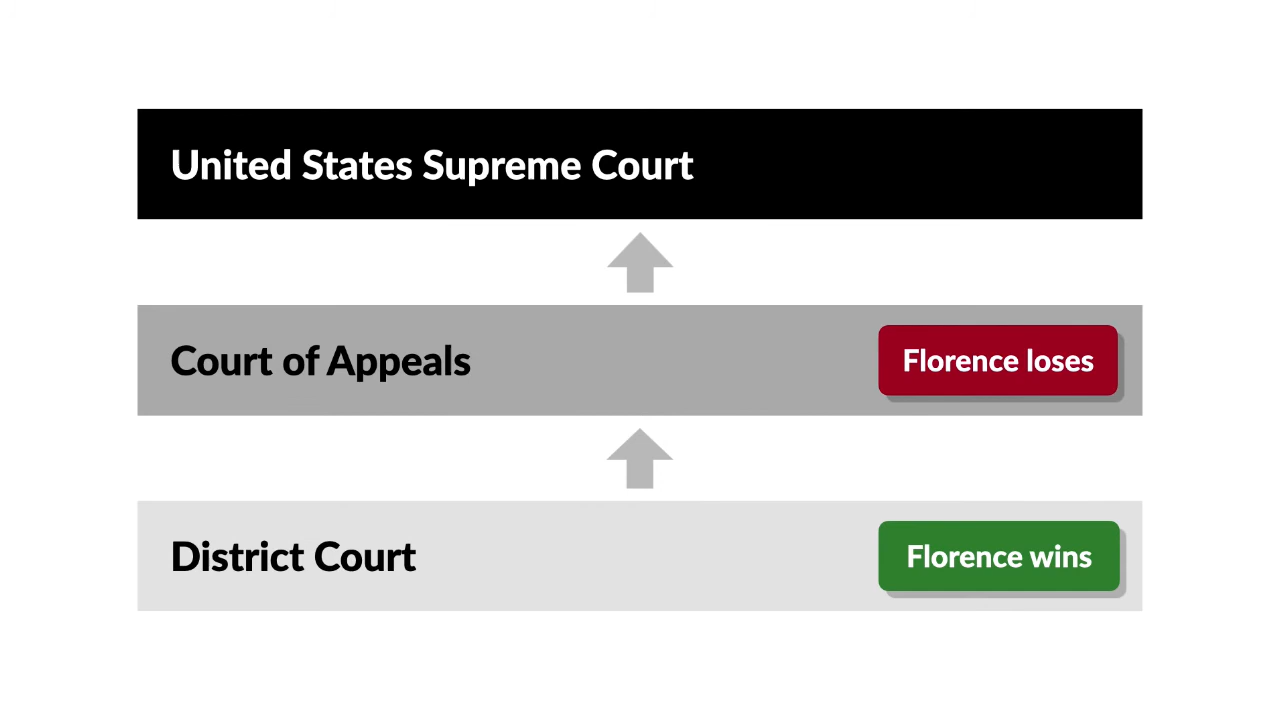 United States Supreme Court
Court of Appeals
Florence loses
District Court
Florence wins